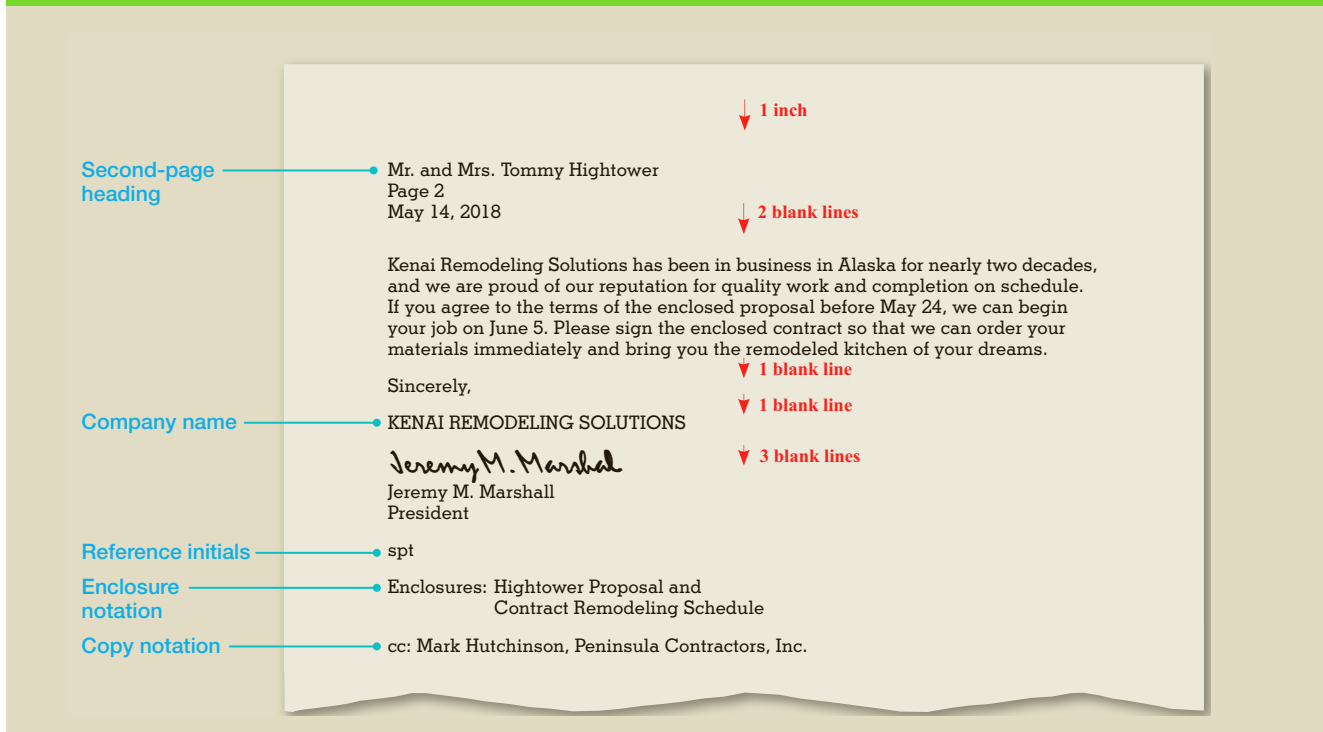 1 inch
Second-page
heading
Mr. and Mrs. Tommy Hightower
Page 2
May 14, 2018
2 blank lines
Kenai Remodeling Solutions has been in business in Alaska for nearly two decades,
and we are proud of our reputation for quality work and completion on schedule.
If you agree to the terms of the enclosed proposal before May 24, we can begin
your job on June 5. Please sign the enclosed contract so that we can order your
materials immediately and bring you the remodeled kitchen of your dreams.
1 blank line
Sincerely,
1 blank line
Company name
KENAI REMODELING SOLUTIONS
Jeremy M. Marshal
3 blank lines
Jeremy M. Marshall
President
Reference initials
spt
Enclosure
notation
Enclosures: Hightower Proposal and
Contract Remodeling Schedule
Copy notation
cc: Mark Hutchinson, Peninsula Contractors, Inc.